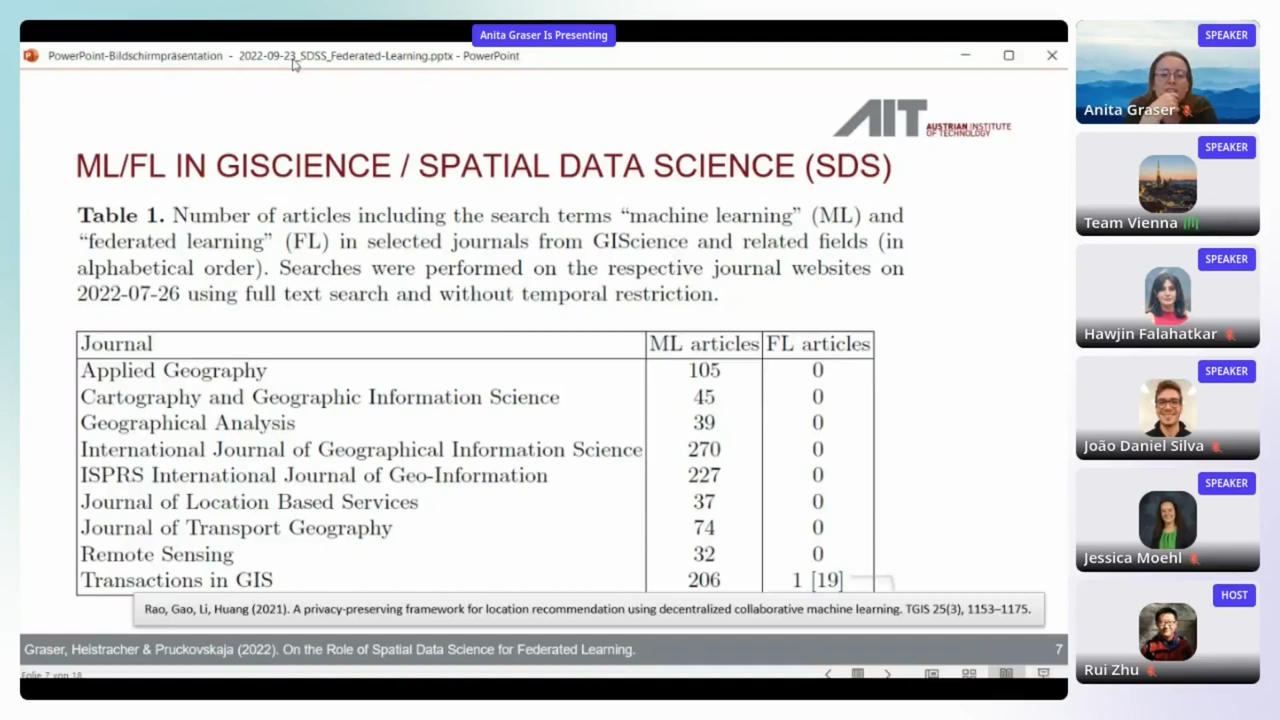 Anita Graser Is Presenting
PowerPoint-Bildschirmpräsentation - 2022-09-23_SDSS_Federated-Learning.pptx - PowerPoint
AIT AUSTRIAN INSTITUTE
OF TECHNOLOGY
ML/FL IN GISCIENCE / SPATIAL DATA SCIENCE (SDS)
Table 1. Number of articles including the search terms “machine learning” (ML) and
“federated learning” (FL) in selected journals from GIScience and related fields (in
alphabetical order). Searches were performed on the respective journal websites on
2022-07-26 using full text search and without temporal restriction.
Journal ML articles FL articles
Applied Geography 105 0
Cartography and Geographic Information Science 45 0
Geographical Analysis 39 0
International Journal of Geographical Information Science 270 0
ISPRS International Journal of Geo-Information 227 0
Journal of Location Based Services 37 0
Journal of Transport Geography 74 0
Remote Sensing 32 0
Transactions in GIS 206 1 [19]
Rao, Gao, Li, Huang (2021). A privacy-preserving framework for location recommendation using decentralized collaborative machine learning. TGIS 25(3), 1153–1175.
Graser, Heistracher & Pruckovskaja (2022). On the Role of Spatial Data Science for Federated Learning. 7
Folie 7 von 18
SPEAKER
Anita Graser
SPEAKER
Team Vienna
SPEAKER
Hawjin Falahatkar
SPEAKER
João Daniel Silva
SPEAKER
Jessica Moehl
HOST
Rui Zhu